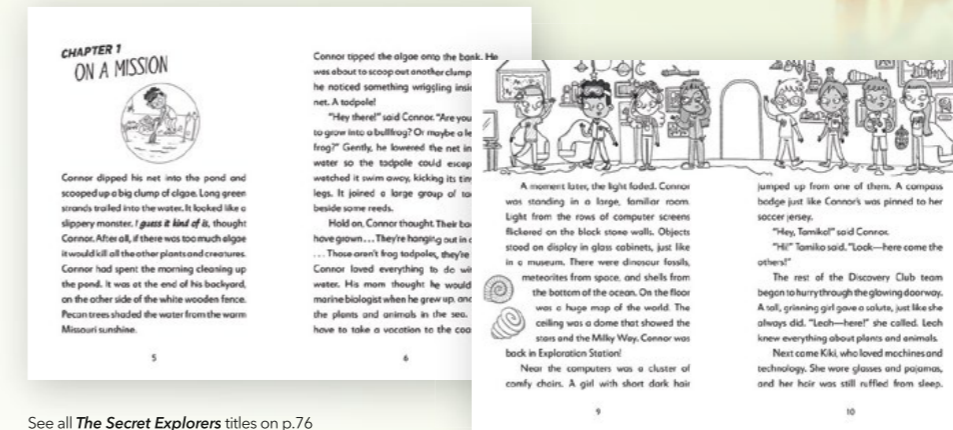 CHAPTER 1
ON A MISSION
Connor dipped his net into the pond and
scooped up a big clump of algae. Long green
strands trailed into the water. It looked like a
slippery monster. I guess it kind of is, thought
Connor. After all, if there was too much algae
it would kill all the other plants and creatures.
Connor had spent the morning cleaning up
the pond. It was at the end of his backyard,
on the other side of the white wooden fence.
Pecan trees shaded the water from the warm
Missouri sunshine.
5
Connor tipped the algae onto the bank. He
was about to scoop out another clump
he noticed something wriggling insi
net. A tadpole!
"Hey there!" said Connor. "Are you
to grow into a bullfrog? Or maybe a le
frog?" Gently, he lowered the net in
water so the tadpole could escap
watched it swim away, kicking its tin
legs. It joined a large group of ta
beside some reeds.
Hold on, Connor thought. Their bo
have grown... They're hanging out in
... Those aren't frog tadpoles, they're
Connor loved everything to do wi
water. His mom thought he would
marine biologist when he grew up, and
the plants and animals in the sea.
have to take a vacation to the coa
6
A moment later, the light faded. Connor
was standing in a large, familiar room.
Light from the rows of computer screens
flickered on the black stone walls. Objects
stood on display in glass cabinets, just like
in a museum. There were dinosaur fossils,
meteorites from space, and shells from
the bottom of the ocean. On the floor
was a huge map of the world. The
ceiling was a dome that showed the
stars and the Milky Way. Connor was
back in Exploration Station!
Near the computers was a cluster of
comfy chairs. A girl with short dark hair
9
jumped up from one of them. A compass
badge just like Connor's was pinned to her
soccer jersey.
"Hey, Tamiko!" said Connor.
"Hi!" Tamiko said. "Look—here come the
others!"
The rest of the Discovery Club team
began to hurry through the glowing doorway.
A tall, grinning girl gave a salute, just like she
always did. "Leah—here!" she called. Leah
knew everything about plants and animals.
Next came Kiki, who loved machines and
technology. She wore glasses and pajamas,
and her hair was still ruffled from sleep.
10
See all The Secret Explorers titles on p.76